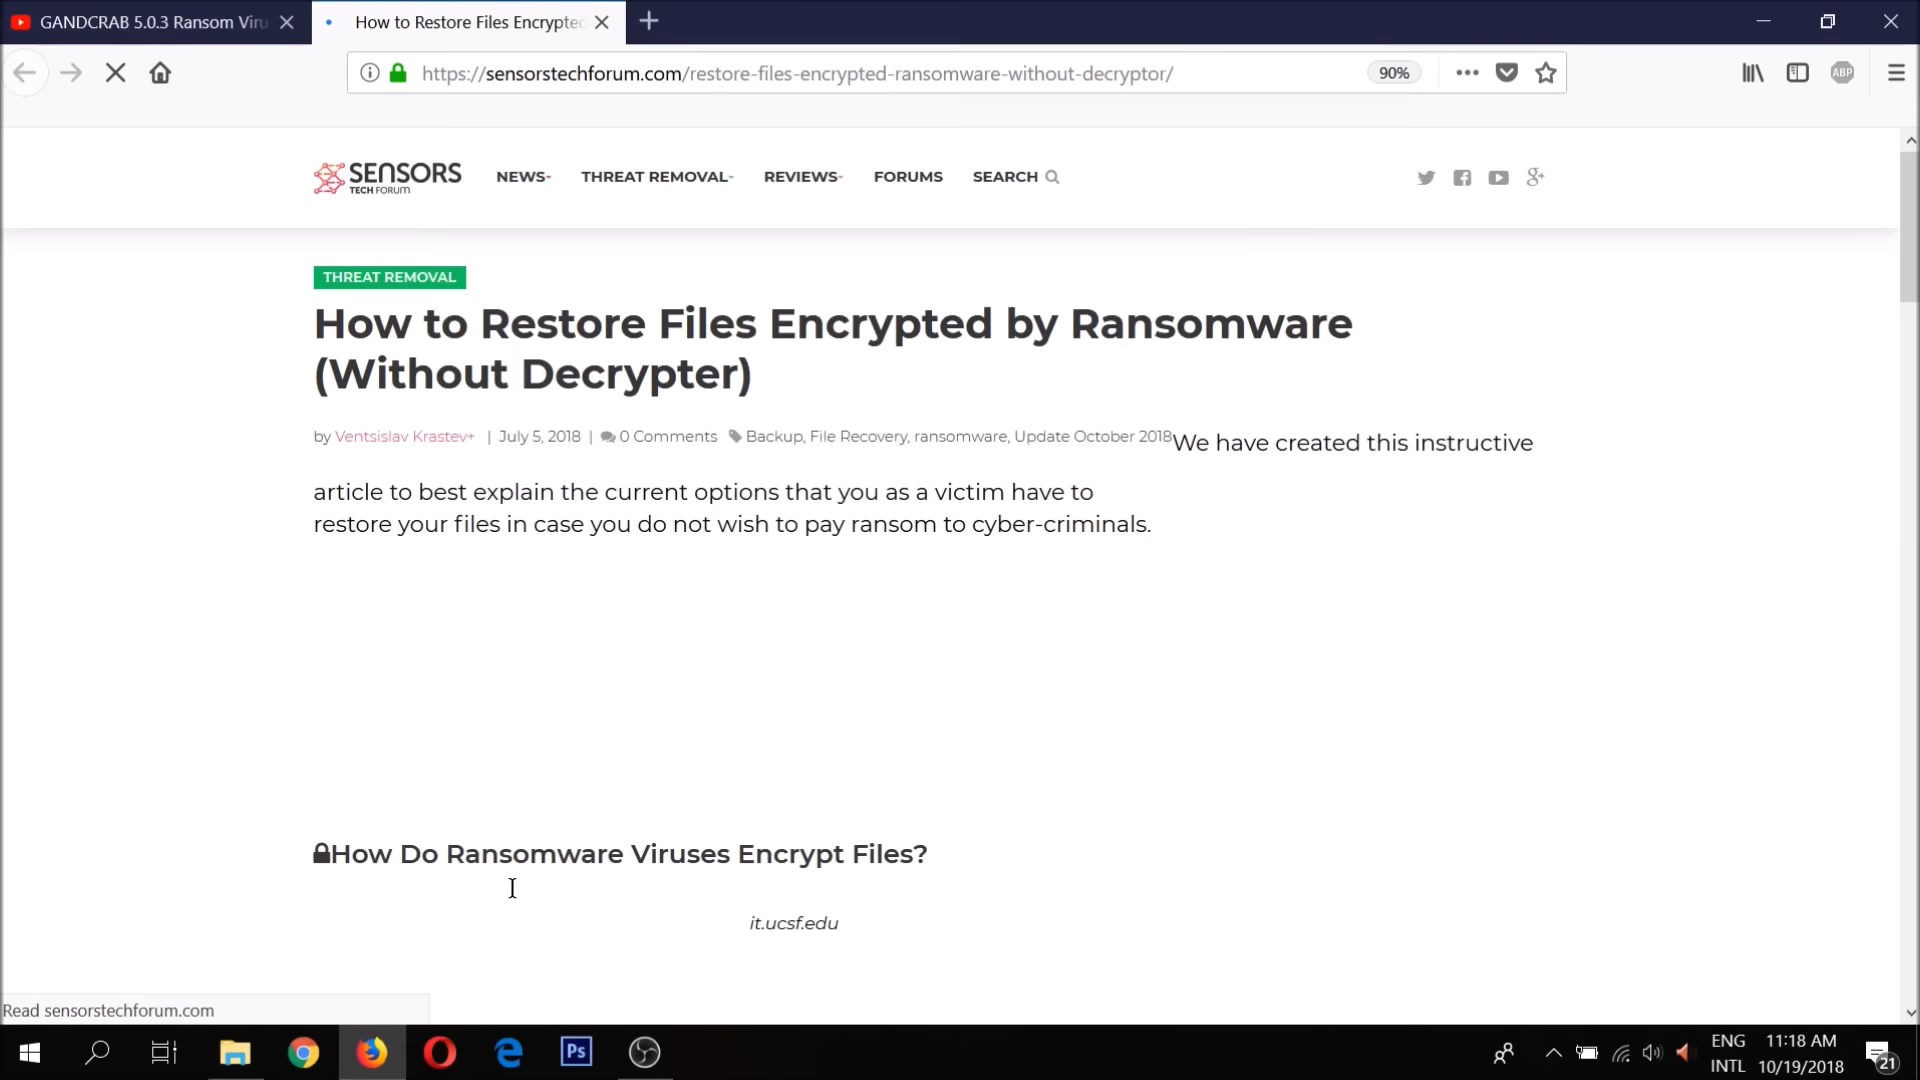 GANDCRAB 5.0.3 Ransom Viru
How to Restore Files Encrypted
https://sensorstechforum.com/restore-files-encrypted-ransomware-without-decryptor/
90%
ABP
SENSORS
TECH FORUM
NEWS
THREAT REMOVAL
REVIEWS
FORUMS
SEARCH
THREAT REMOVAL
How to Restore Files Encrypted by Ransomware
(Without Decrypter)
by Ventsislav Krastev+ | July 5, 2018 | 0 Comments Backup, File Recovery, ransomware, Update October 2018 We have created this instructive
article to best explain the current options that you as a victim have to
restore your files in case you do not wish to pay ransom to cyber-criminals.
How Do Ransomware Viruses Encrypt Files?
it.ucsf.edu
Read sensorstechforum.com
Ps
ENG 11:18 AM
INTL 10/19/2018
21